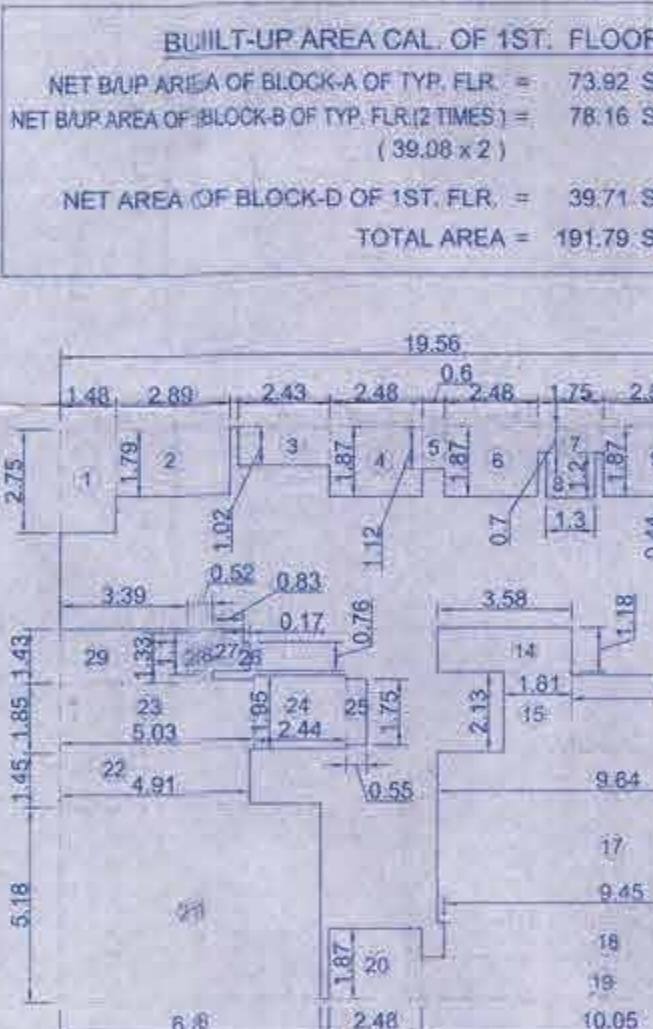 BUIILT-UP AREA CAL. OF 1ST. FLOOR
NET B/UP AREA OF BLOCK-A OF TYP. FLR. = 73.92 S
NET B/UP AREA OF BLOCK-B OF TYP. FLR.(2 TIMES) = 78.16 S
( 39.08 x 2 )
NET AREA OF BLOCK-D OF 1ST. FLR. = 39.71 S
TOTAL AREA = 191.79 S
19.56
0.6
1.48 2.89 2.43 2.48 2.48 1.75
2.75 1 1.79 2 3 1.87 4 5 1.87 6 7 1.2 1.87
8
1.02 1.12 0.7 1.3 0.44
0.52 0.83
3.39 0.17 0.76 3.58 1.18
1.43 29 1.33 27 26 14
1.85 23 1.95 24 25 1.75 2.13 1.81 15
5.03 2.44
1.45 22 4.91 0.55 9.64
17
5.18 9.45
1.87 20 18
19
2.48 10.05